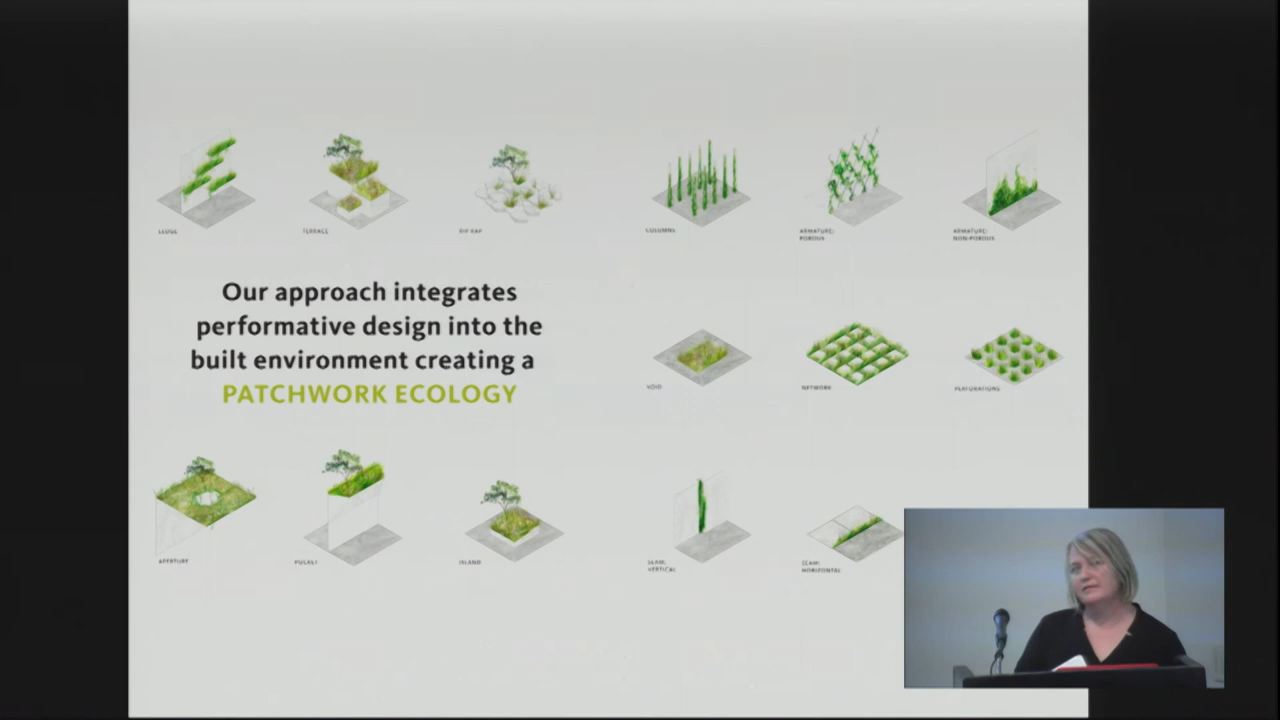 LEDGE
TERRACE
RIP RAP
COLUMNS
ARMATURE:
POROUS
ARMATURE:
NON-POROUS
Our approach integrates
performative design into the
built environment creating a
PATCHWORK ECOLOGY
VOID
NETWORK
PERFORATIONS
APERTURE
POCKET
ISLAND
SEAM:
VERTICAL
SEAM:
HORIZONTAL